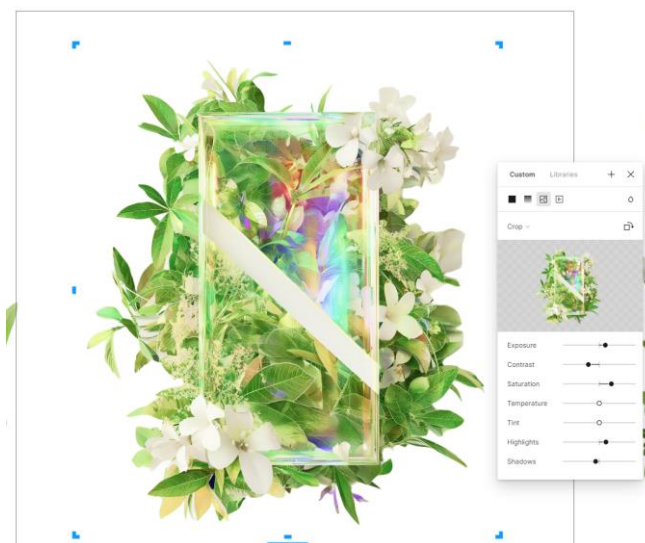 Custom Libraries
Crop
Exposure
Contrast
Saturation
Temperature
Tint
Highlights
Shadows